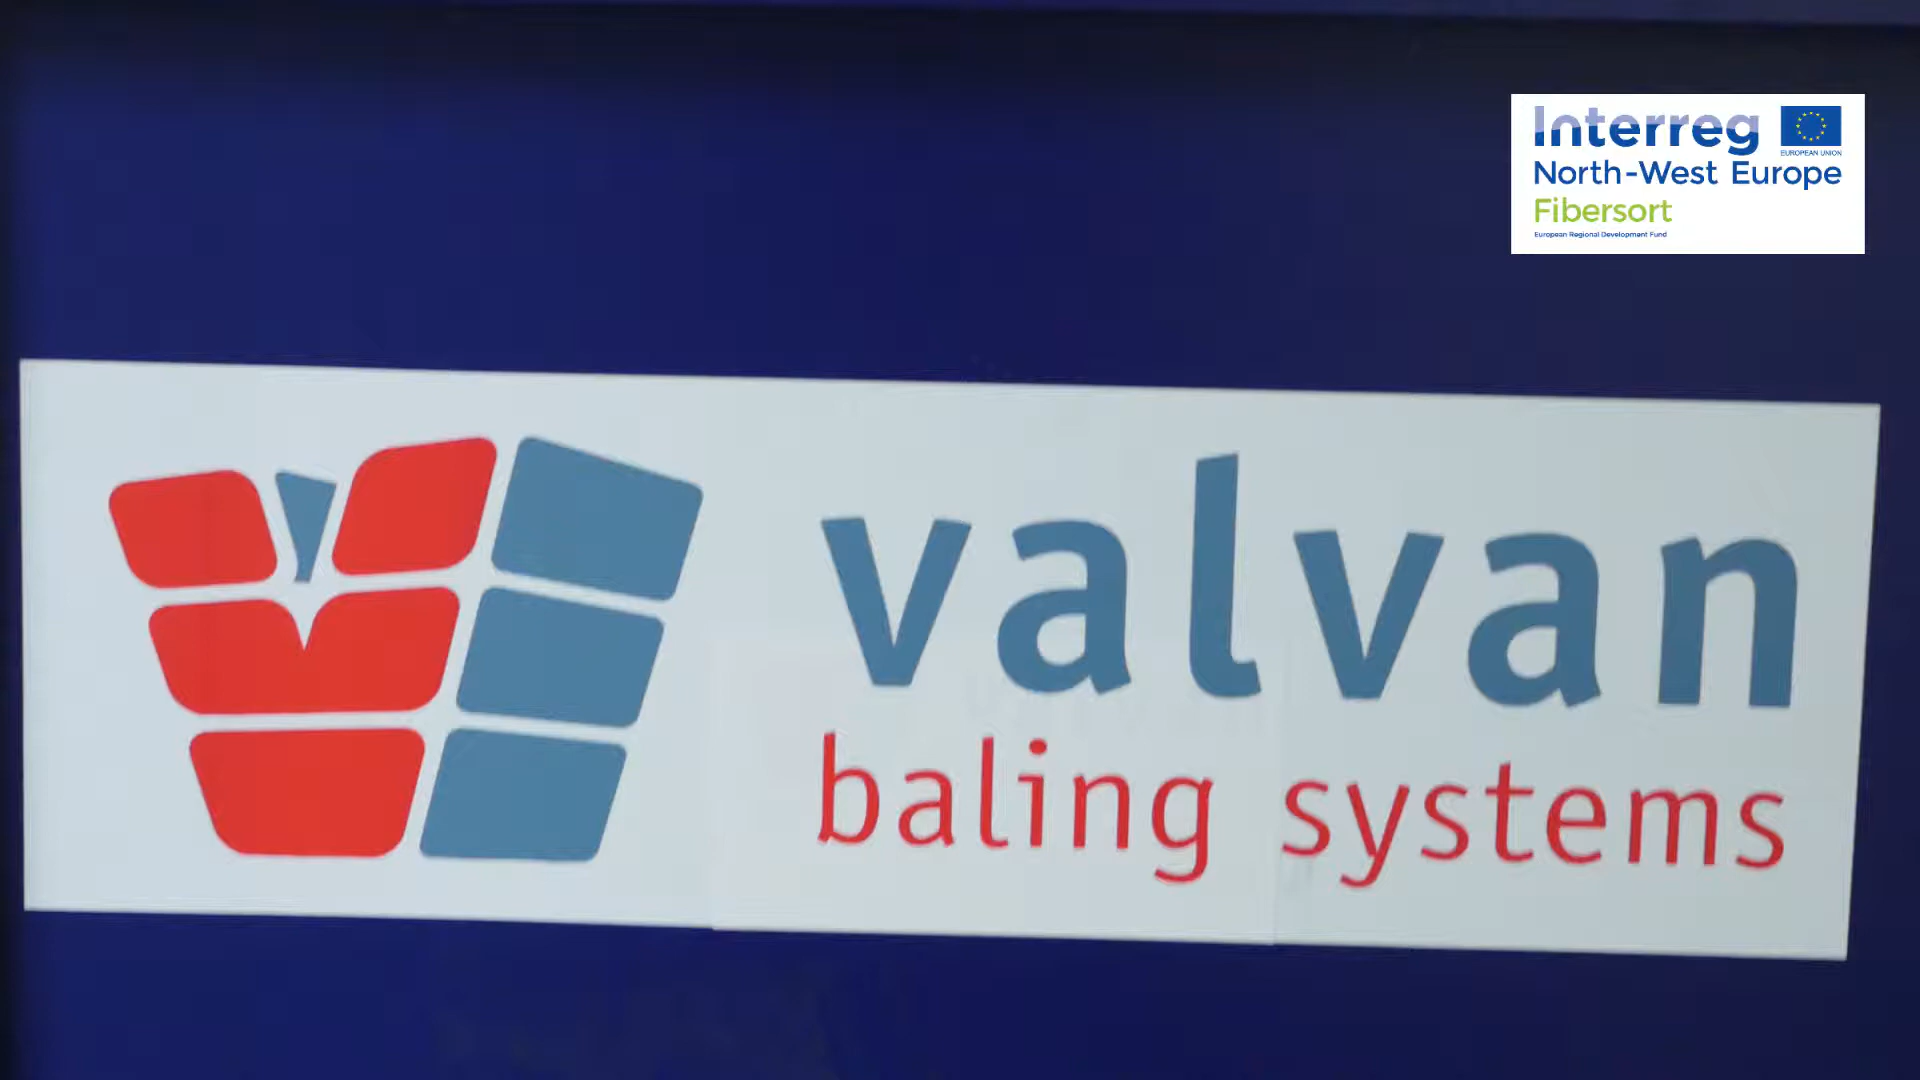 Interreg
EUROPEAN UNION
North-West Europe
Fibersort
European Regional Development Fund
valvan
baling systems